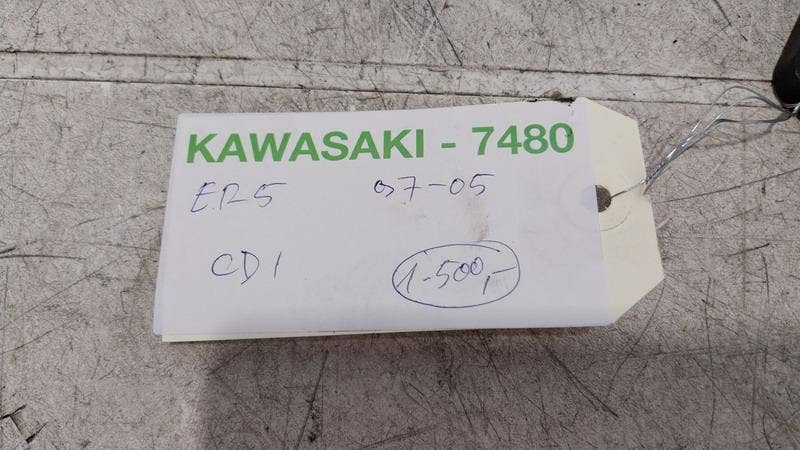 KAWASAKI - 7480
ER5 97-05
CDI 1-500,-